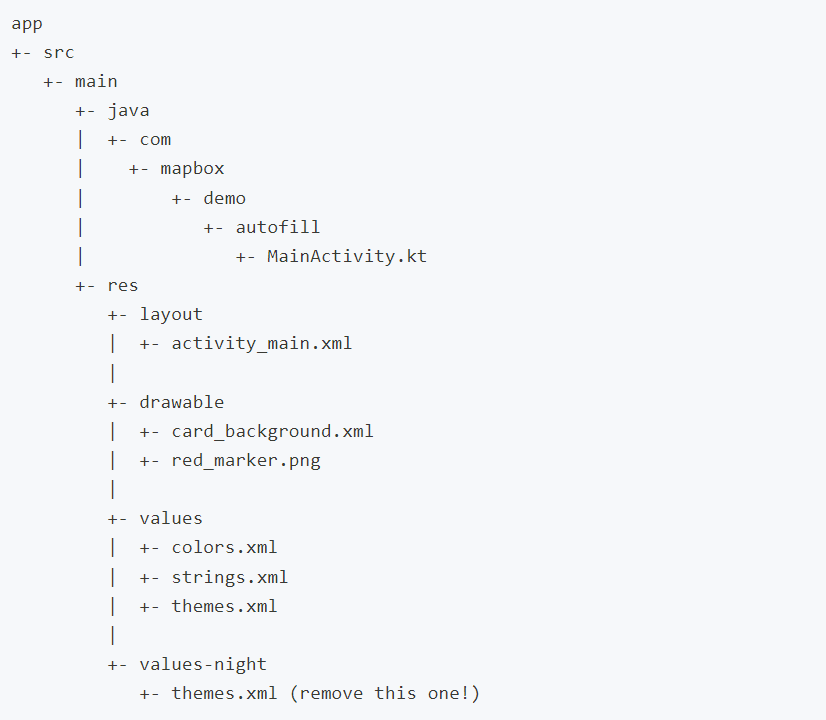 app
+- src
   +- main
      +- java
      |  +- com
      |    +- mapbox
      |        +- demo
      |           +- autofill
      |              +- MainActivity.kt
      +- res
         +- layout
         |  +- activity_main.xml
         |
         +- drawable
         |  +- card_background.xml
         |  +- red_marker.png
         |
         +- values
         |  +- colors.xml
         |  +- strings.xml
         |  +- themes.xml
         |
         +- values-night
            +- themes.xml (remove this one!)